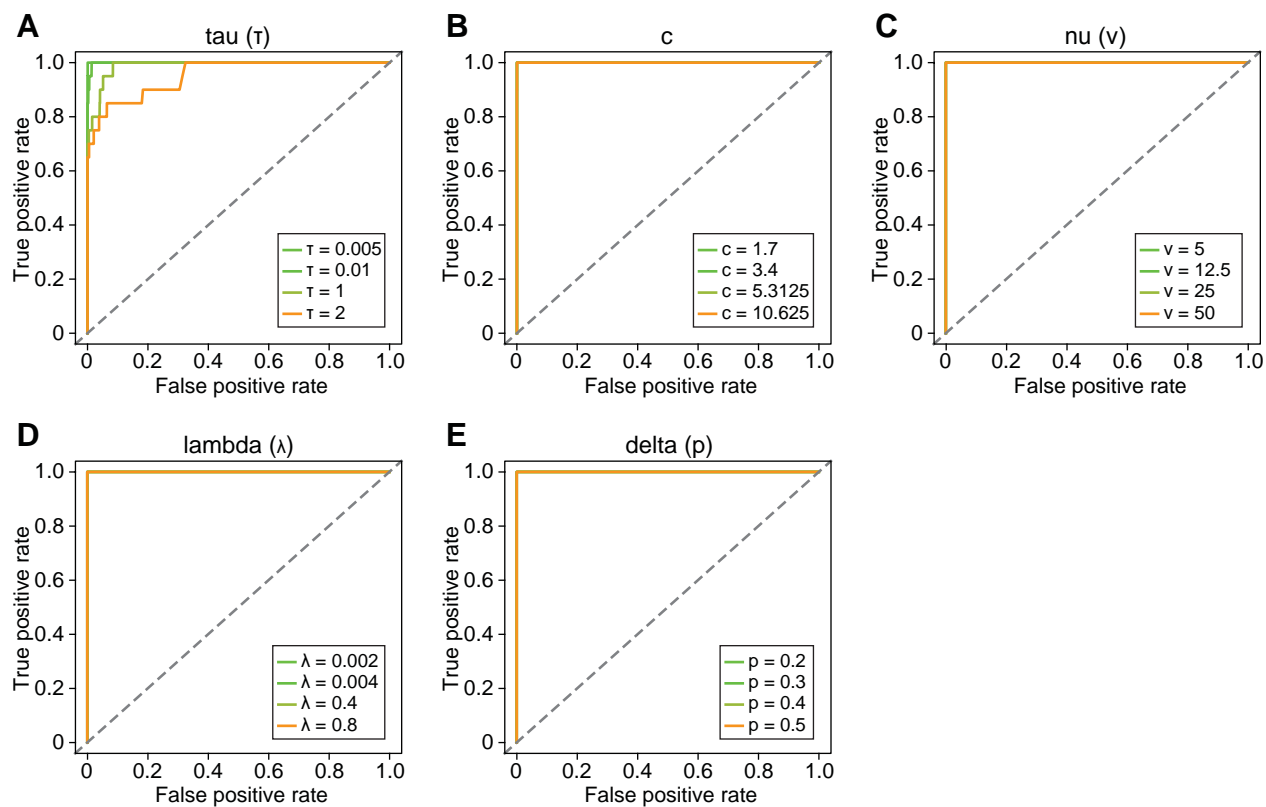 A
tau (τ)
True positive rate
1.0
0.8
0.6
0.4
0.2
0
τ = 0.005
τ = 0.01
τ = 1
τ = 2
0 0.2 0.4 0.6 0.8 1.0
False positive rate
B
c
True positive rate
1.0
0.8
0.6
0.4
0.2
0
c = 1.7
c = 3.4
c = 5.3125
c = 10.625
0 0.2 0.4 0.6 0.8 1.0
False positive rate
C
nu (ν)
True positive rate
1.0
0.8
0.6
0.4
0.2
0
ν = 5
ν = 12.5
ν = 25
ν = 50
0 0.2 0.4 0.6 0.8 1.0
False positive rate
D
lambda (λ)
True positive rate
1.0
0.8
0.6
0.4
0.2
0
λ = 0.002
λ = 0.004
λ = 0.4
λ = 0.8
0 0.2 0.4 0.6 0.8 1.0
False positive rate
E
delta (p)
True positive rate
1.0
0.8
0.6
0.4
0.2
0
p = 0.2
p = 0.3
p = 0.4
p = 0.5
0 0.2 0.4 0.6 0.8 1.0
False positive rate